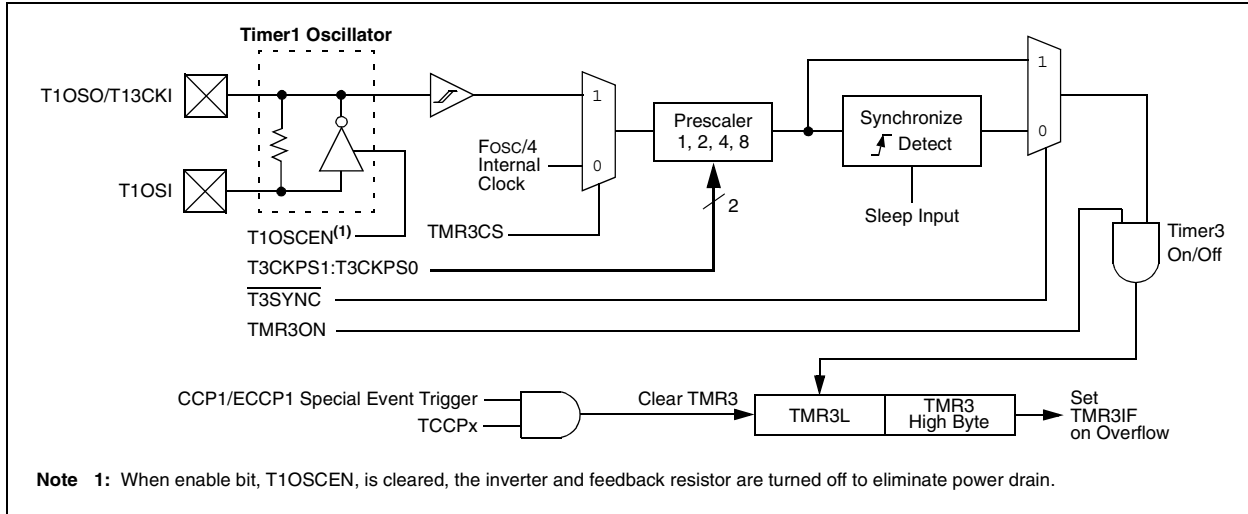 Timer1 Oscillator
T1OSO/T13CKI
T1OSI
1
0
FOSC/4
Internal
Clock
Prescaler
1, 2, 4, 8
2
Synchronize
Detect
Sleep Input
1
0
T1OSCEN(1)
TMR3CS
T3CKPS1:T3CKPS0
T3SYNC
TMR3ON
Timer3
On/Off
CCP1/ECCP1 Special Event Trigger
TCCPx
Clear TMR3
TMR3L
TMR3
High Byte
Set
TMR3IF
on Overflow
Note 1: When enable bit, T1OSCEN, is cleared, the inverter and feedback resistor are turned off to eliminate power drain.